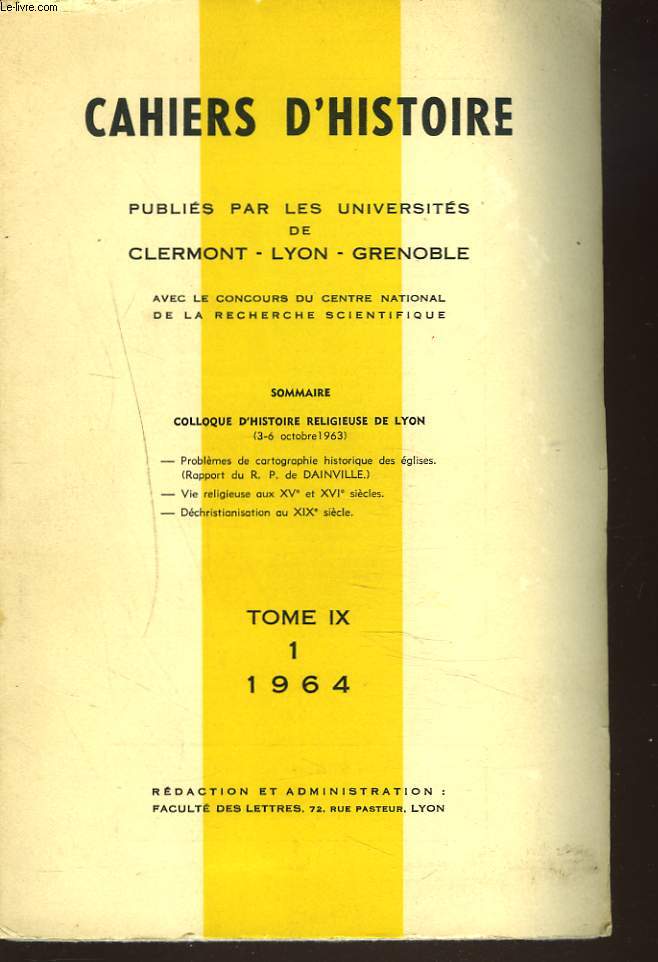 Le-livre.com
CAHIERS D'HISTOIRE
PUBLIÉS PAR LES UNIVERSITÉS
DE
CLERMONT - LYON - GRENOBLE
AVEC LE CONCOURS DU CENTRE NATIONAL
DE LA RECHERCHE SCIENTIFIQUE
SOMMAIRE
COLLOQUE D'HISTOIRE RELIGIEUSE DE LYON
(3-6 octobre1963)
— Problèmes de cartographie historique des églises.
(Rapport du R. P. de DAINVILLE.)
— Vie religieuse aux XVe et XVIe siècles.
— Déchristianisation au XIXe siècle.
TOME IX
1
1964
RÉDACTION ET ADMINISTRATION :
FACULTÉ DES LETTRES, 72, RUE PASTEUR, LYON